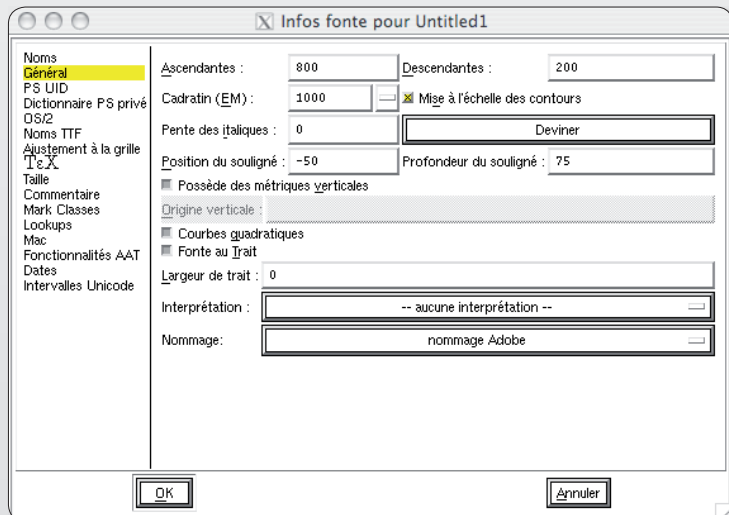 Infos fonte pour Untitled1
Noms
Général
PS UID
Dictionnaire PS privé
OS/2
Noms TTF
Ajustement à la grille
TεX
Taille
Commentaire
Mark Classes
Lookups
Mac
Fonctionnalités AAT
Dates
Intervalles Unicode
Ascendantes : 800 Descendantes : 200
Cadratin (EM) : 1000 Mise à l'échelle des contours
Pente des italiques : 0 Deviner
Position du souligné : -50 Profondeur du souligné : 75
Possède des métriques verticales
Origine verticale :
Courbes quadratiques
Fonte au Trait
Largeur de trait : 0
Interprétation : -- aucune interprétation --
Nommage: nommage Adobe
OK Annuler